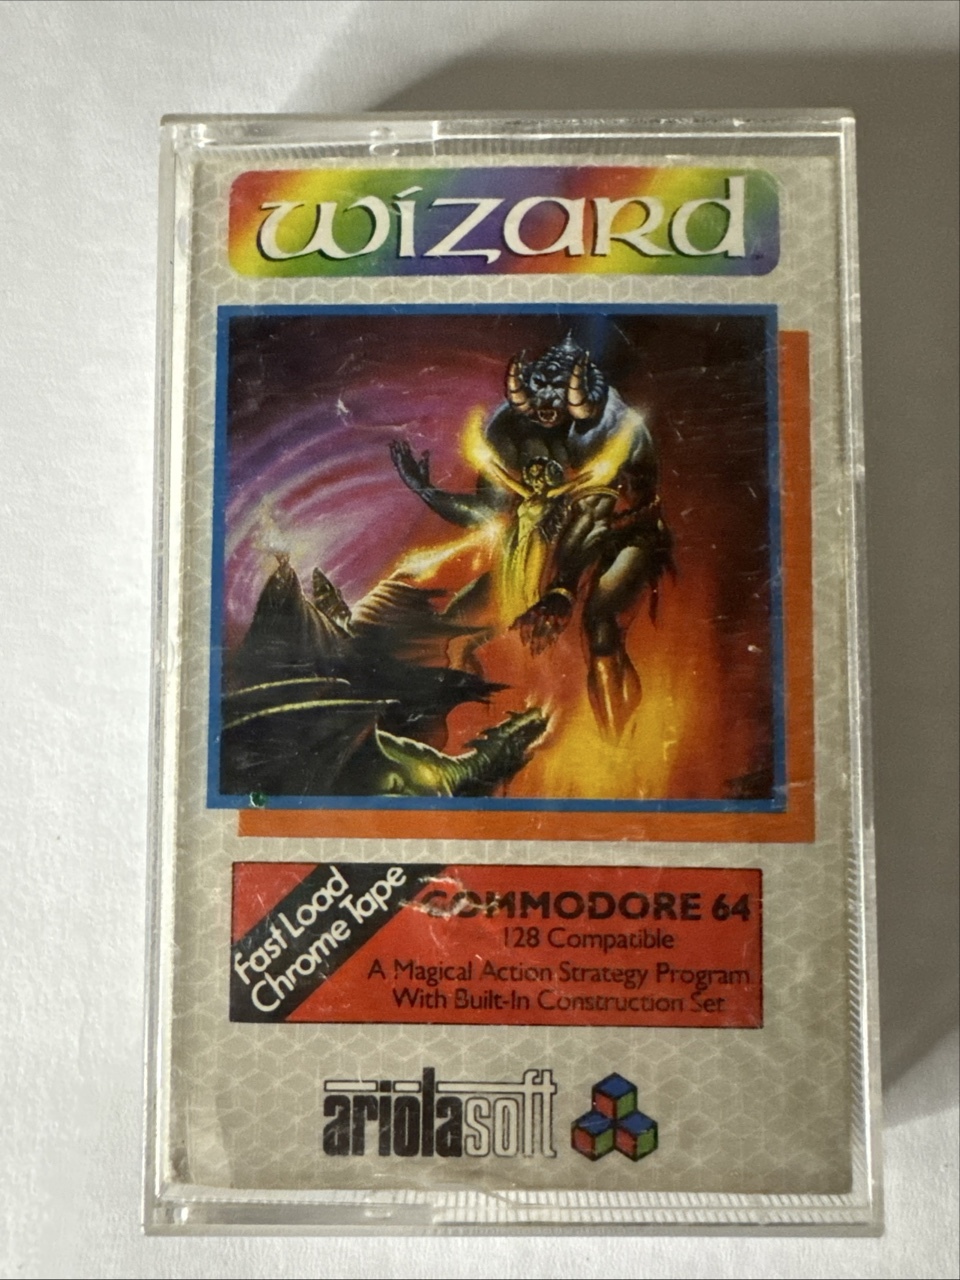 wizard
Fast Load
Chrome Tape
COMMODORE 64
128 Compatible
A Magical Action Strategy Program
With Built-In Construction Set
ariolasoft